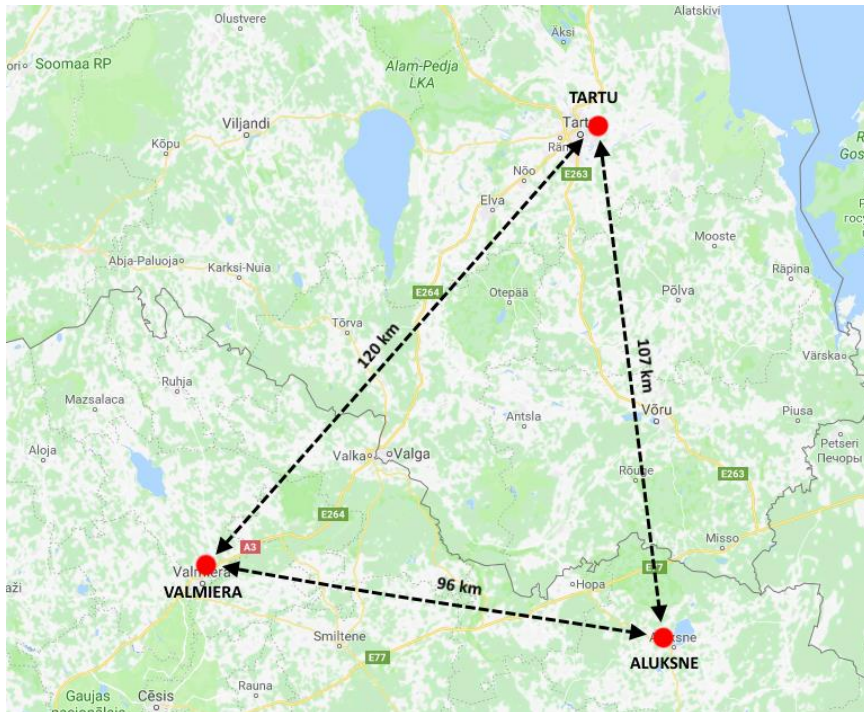 Olustvere
Alatskivi
Äksi
Soomaa RP
Alam-Pedja
LKA
TARTU
Viljandi
Kõpu
E263
Nõo
Elva
Mooste
Abja-Paluoja
Karksi-Nuia
Räpina
E264
Otepää
Põlva
Tõrva
120 km
107 km
Värska
Ruhja
Mazsalaca
Võru
Antsla
Piusa
Aloja
Valka
Valga
Petseri
Печоры
Rõuge
E263
E264
Misso
A3
VALMIERA
Hopa
96 km
Smiltene
E77
ALUKSNE
Gaujas
Cēsis
Rauna